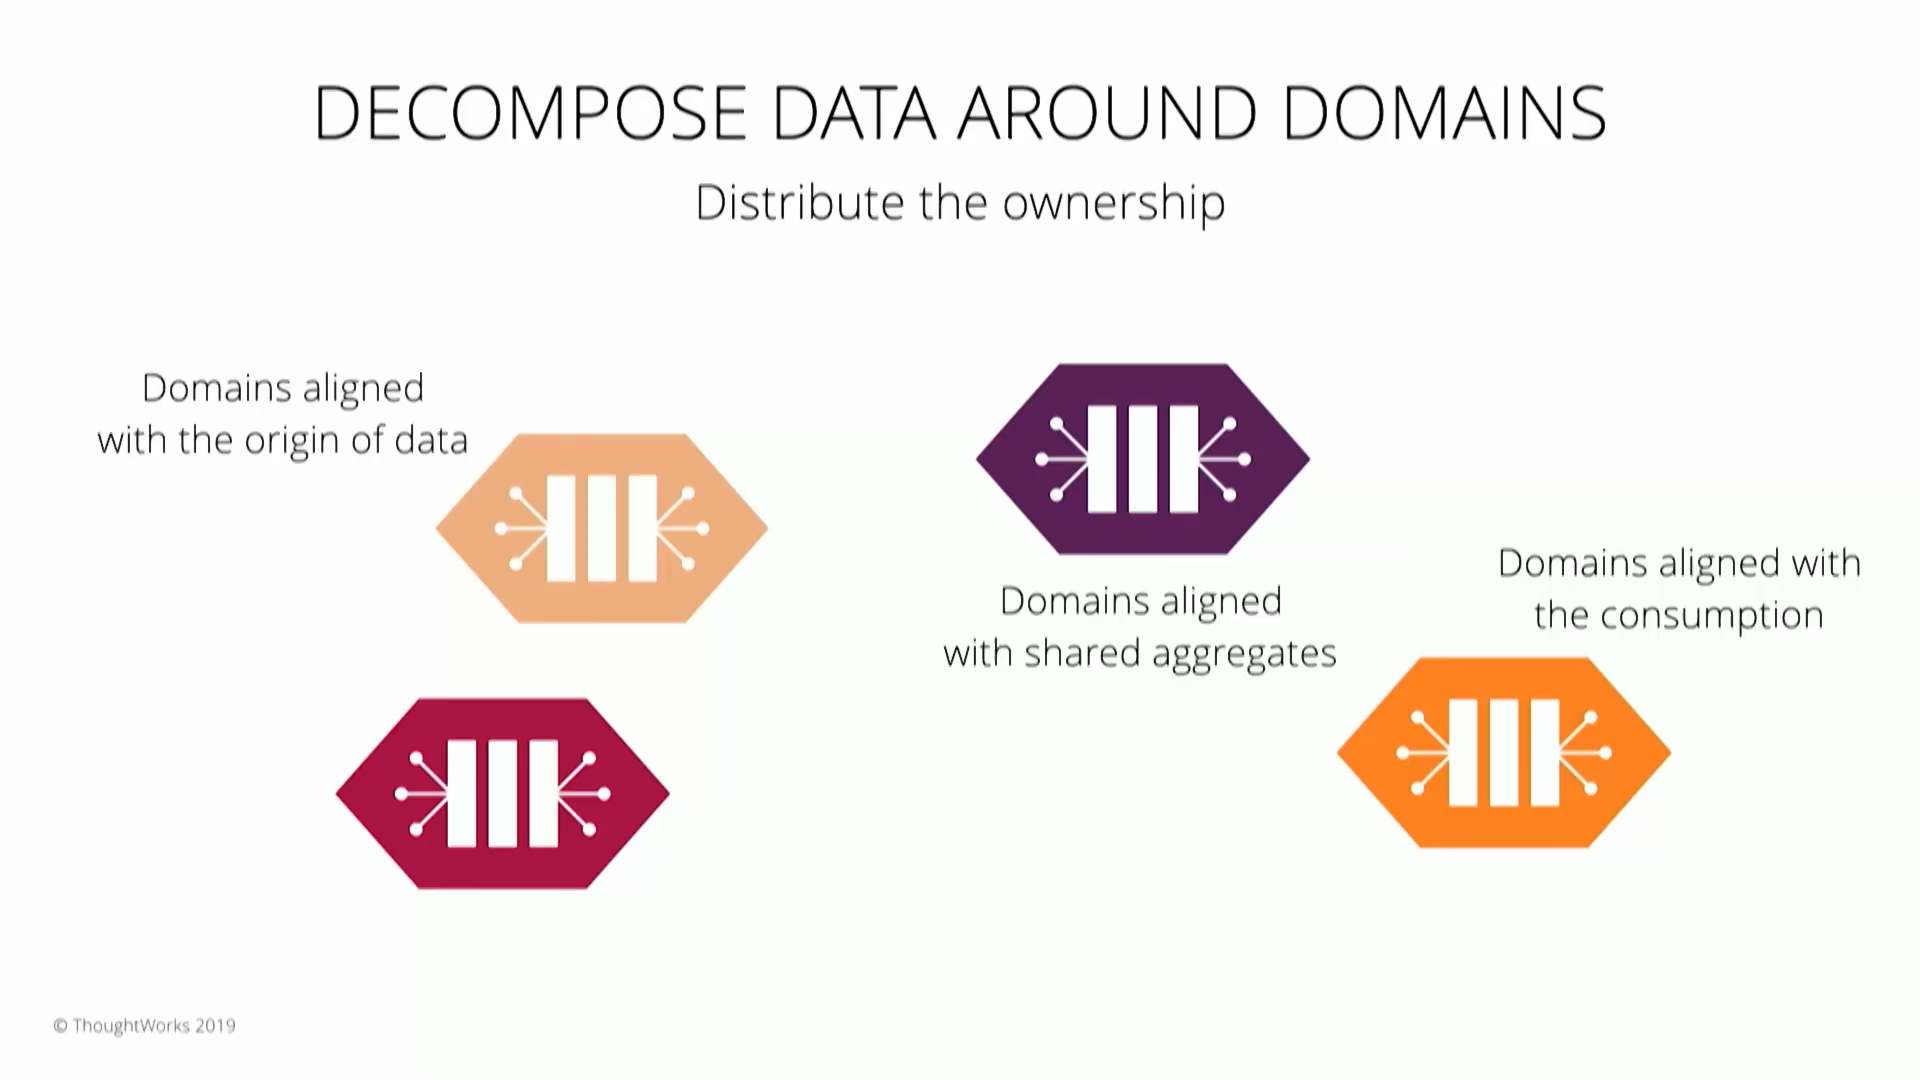 DECOMPOSE DATA AROUND DOMAINS
Distribute the ownership
Domains aligned
with the origin of data
Domains aligned
with shared aggregates
Domains aligned with
the consumption
© ThoughtWorks 2019